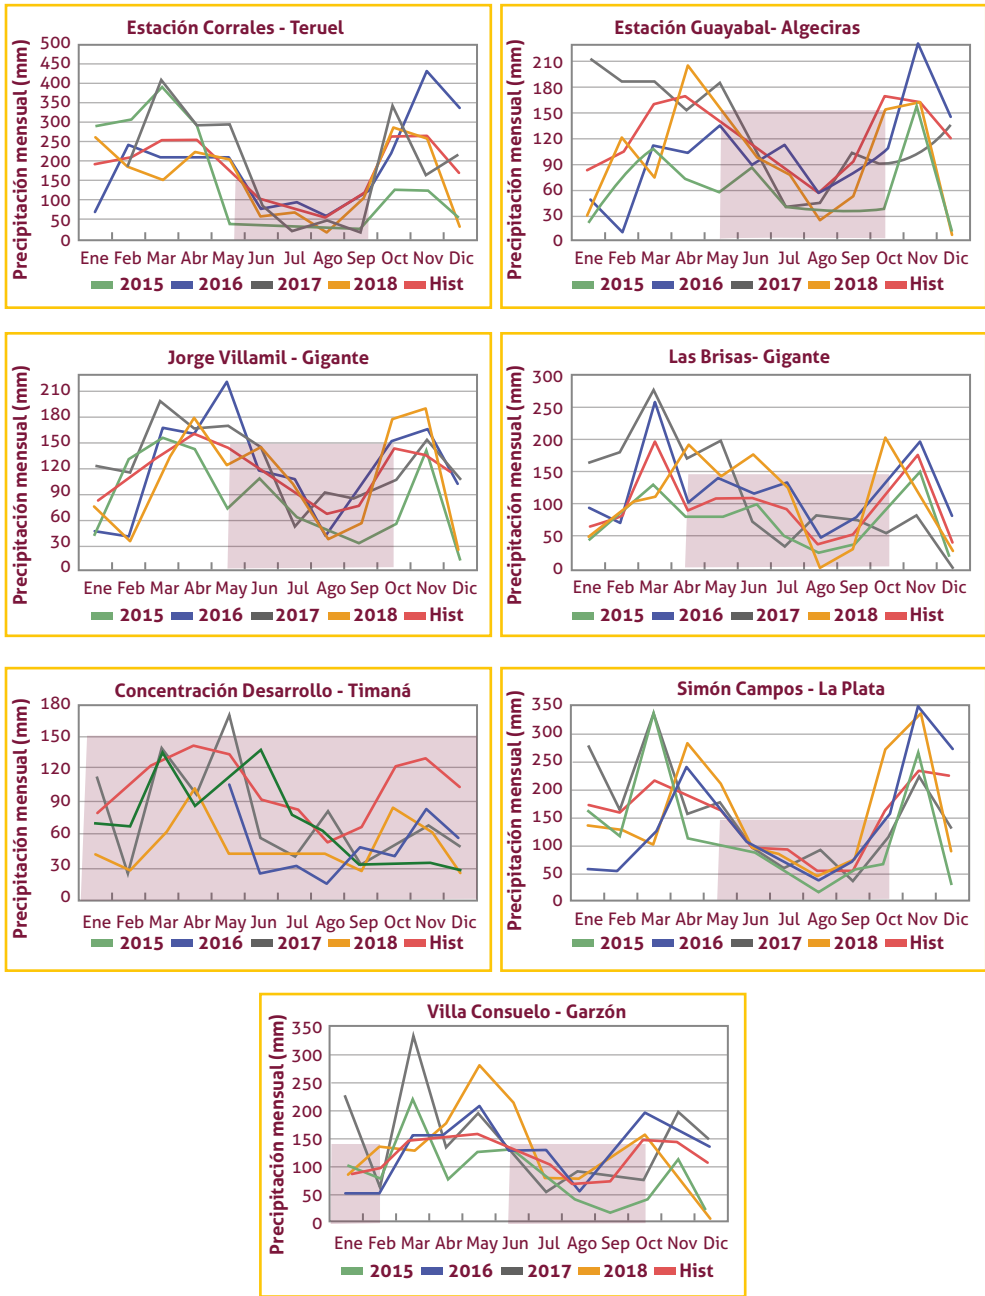 Estación Corrales - Teruel
Precipitación mensual (mm)
500
450
400
350
300
250
200
150
100
50
0
Ene Feb Mar Abr May Jun Jul Ago Sep Oct Nov Dic
2015 2016 2017 2018 Hist
Estación Guayabal- Algeciras
Precipitación mensual (mm)
210
180
150
120
90
60
30
0
Ene Feb Mar Abr May Jun Jul Ago Sep Oct Nov Dic
2015 2016 2017 2018 Hist
Jorge Villamil - Gigante
Precipitación mensual (mm)
210
180
150
120
90
60
30
0
Ene Feb Mar Abr May Jun Jul Ago Sep Oct Nov Dic
2015 2016 2017 2018 Hist
Las Brisas- Gigante
Precipitación mensual (mm)
300
250
200
150
100
50
0
Ene Feb Mar Abr May Jun Jul Ago Sep Oct Nov Dic
2015 2016 2017 2018 Hist
Concentración Desarrollo - Timaná
Precipitación mensual (mm)
180
150
120
90
60
30
0
Ene Feb Mar Abr May Jun Jul Ago Sep Oct Nov Dic
2015 2016 2017 2018 Hist
Simón Campos - La Plata
Precipitación mensual (mm)
350
300
250
200
150
100
50
0
Ene Feb Mar Abr May Jun Jul Ago Sep Oct Nov Dic
2015 2016 2017 2018 Hist
Villa Consuelo - Garzón
Precipitación mensual (mm)
350
300
250
200
150
100
50
0
Ene Feb Mar Abr May Jun Jul Ago Sep Oct Nov Dic
2015 2016 2017 2018 Hist